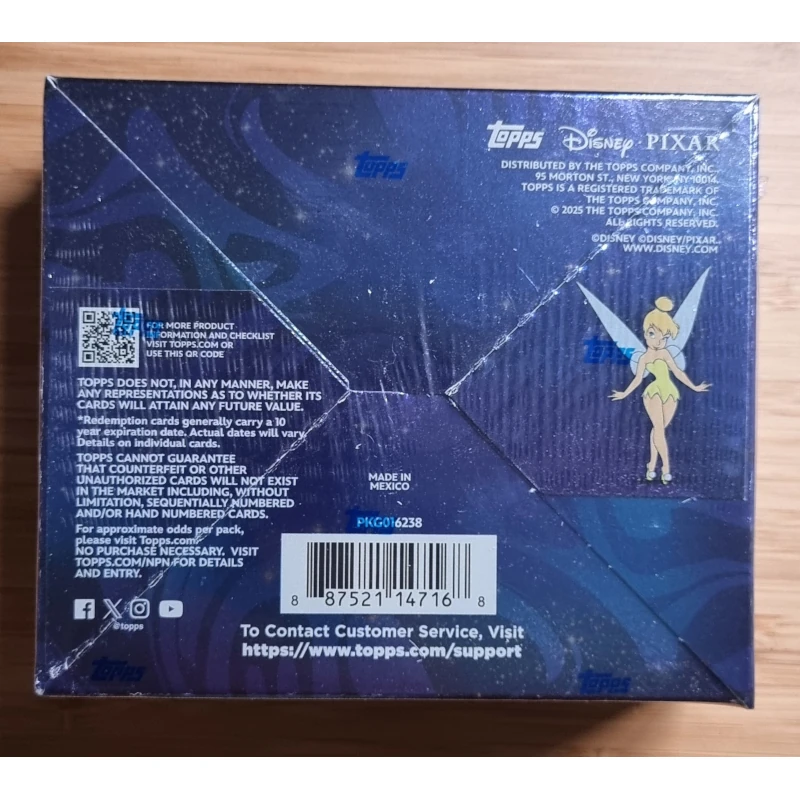 topps Disney PIXAR
DISTRIBUTED BY THE TOPPS COMPANY, INC.
95 MORTON ST., NEW YORK, NY 10014.
TOPPS IS A REGISTERED TRADEMARK OF
THE TOPPS COMPANY, INC.
© 2025 THE TOPPS COMPANY, INC.
ALL RIGHTS RESERVED.
©DISNEY ©DISNEY/PIXAR.
WWW.DISNEY.COM
topps
topps
topps
FOR MORE PRODUCT
INFORMATION AND CHECKLIST
VISIT TOPPS.COM OR
USE THIS QR CODE
TOPPS DOES NOT, IN ANY MANNER, MAKE
ANY REPRESENTATIONS AS TO WHETHER ITS
CARDS WILL ATTAIN ANY FUTURE VALUE.
*Redemption cards generally carry a 10
year expiration date. Actual dates will vary.
Details on individual cards.
TOPPS CANNOT GUARANTEE
THAT COUNTERFEIT OR OTHER
UNAUTHORIZED CARDS WILL NOT EXIST
IN THE MARKET INCLUDING, WITHOUT
LIMITATION, SEQUENTIALLY NUMBERED
AND/OR HAND NUMBERED CARDS.
For approximate odds per pack,
please visit Topps.com.
NO PURCHASE NECESSARY. VISIT
TOPPS.COM/NPN FOR DETAILS
AND ENTRY.
@topps
MADE IN
MEXICO
PKG016238
8 87521 14716 8
To Contact Customer Service, Visit
https://www.topps.com/support
topps
topps